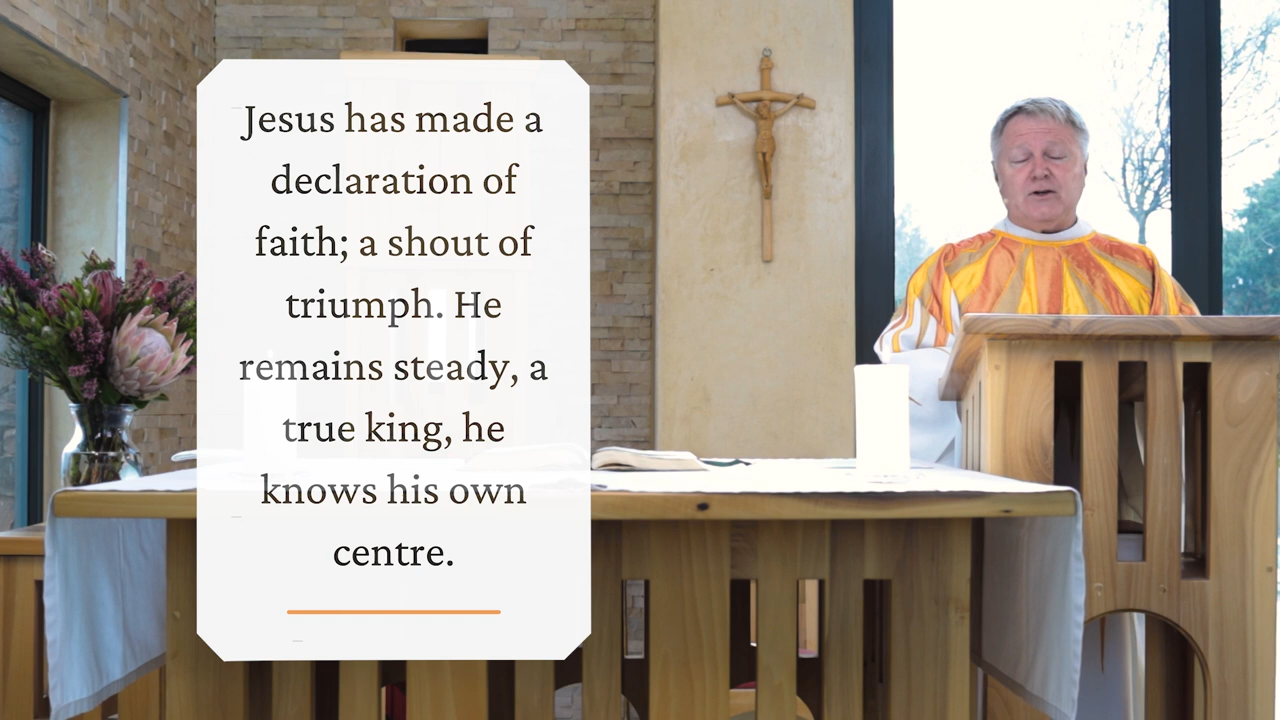 Jesus has made a
declaration of
faith; a shout of
triumph. He
remains steady, a
true king, he
knows his own
centre.